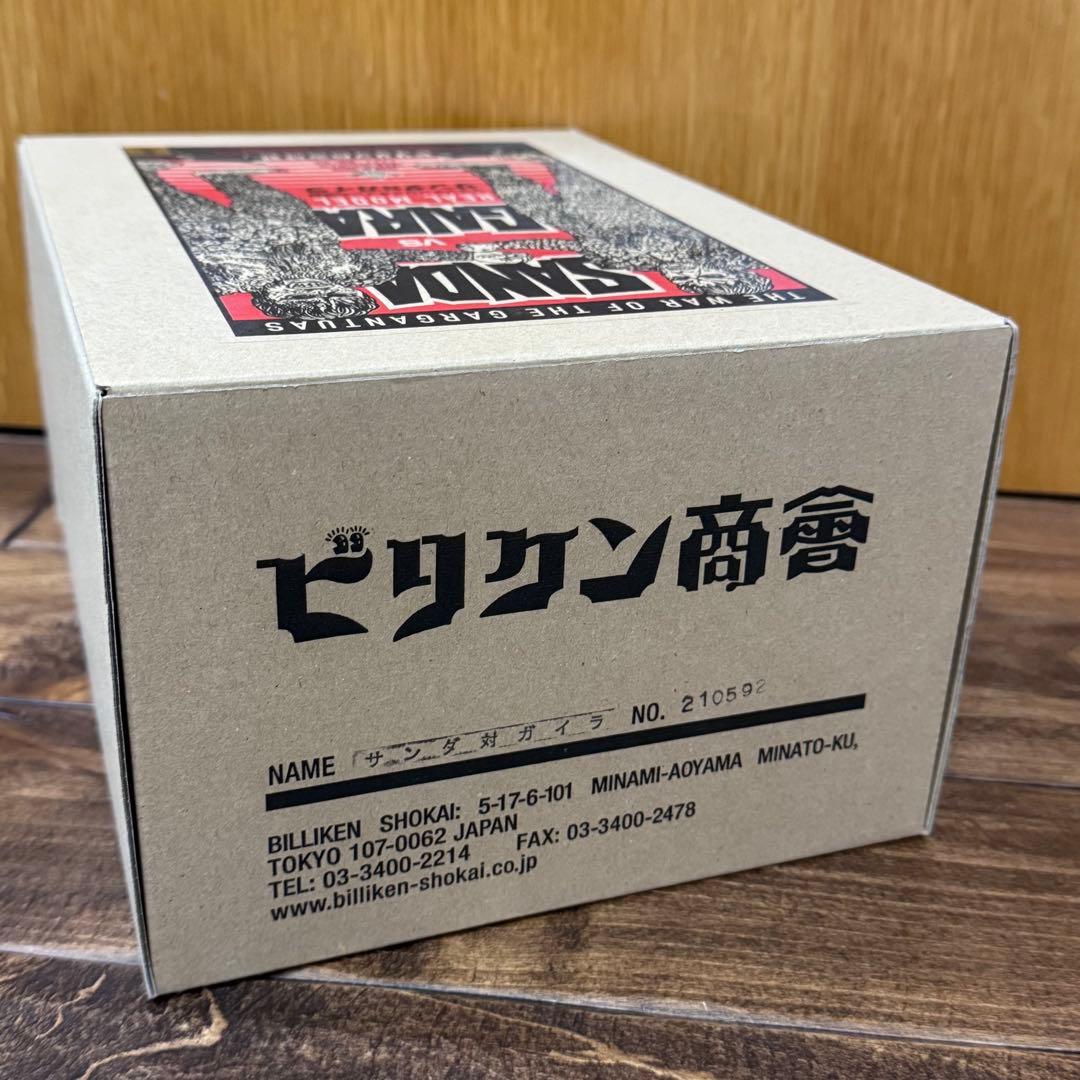 THE WAR OF THE GARGANTUAS
SANDA
VS
GAIRA
REAL MODEL
ビリケン商會
NAME サンダ対ガイラ NO. 210592
BILLIKEN SHOKAI: 5-17-6-101 MINAMI-AOYAMA MINATO-KU,
TOKYO 107-0062 JAPAN
TEL: 03-3400-2214 FAX: 03-3400-2478
www.billiken-shokai.co.jp